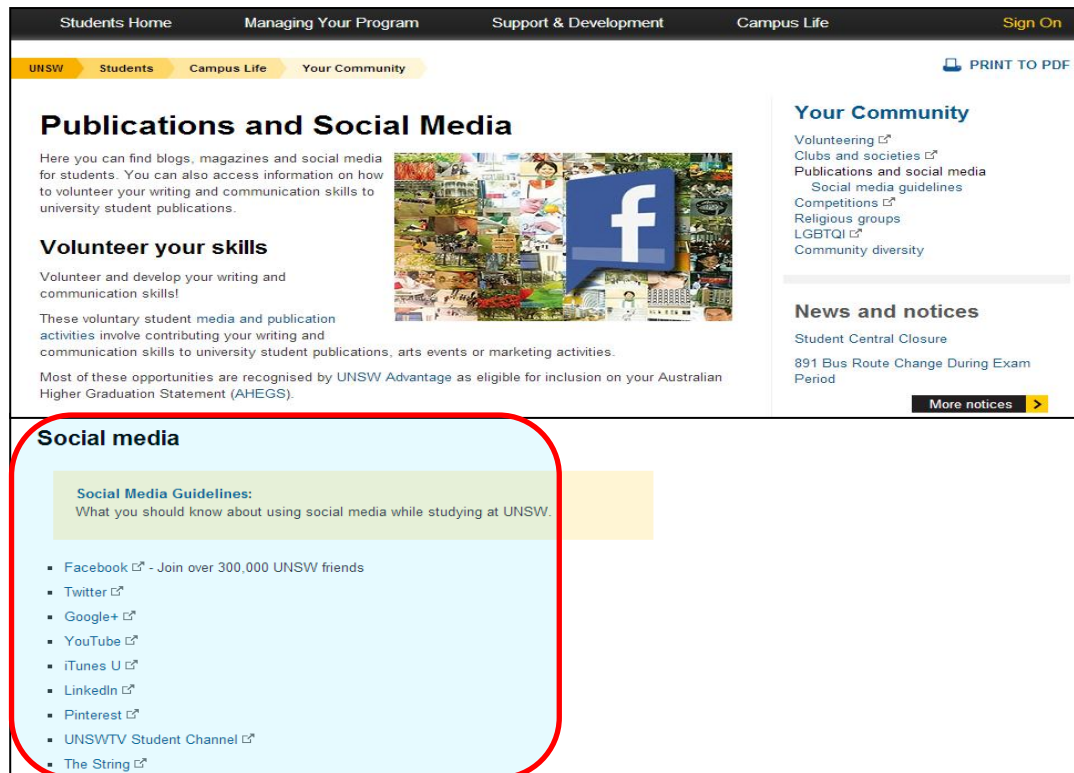 Students Home Managing Your Program Support & Development Campus Life Sign On
UNSW Students Campus Life Your Community
PRINT TO PDF
Publications and Social Media
Here you can find blogs, magazines and social media
for students. You can also access information on how
to volunteer your writing and communication skills to
university student publications.
f
Volunteer your skills
Volunteer and develop your writing and
communication skills!
These voluntary student media and publication
activities involve contributing your writing and
communication skills to university student publications, arts events or marketing activities.
Most of these opportunities are recognised by UNSW Advantage as eligible for inclusion on your Australian
Higher Graduation Statement (AHEGS).
Your Community
Volunteering
Clubs and societies
Publications and social media
Social media guidelines
Competitions
Religious groups
LGBTQI
Community diversity
News and notices
Student Central Closure
891 Bus Route Change During Exam
Period
More notices >
Social media
Social Media Guidelines:
What you should know about using social media while studying at UNSW.
Facebook - Join over 300,000 UNSW friends
Twitter
Google+
YouTube
iTunes U
LinkedIn
Pinterest
UNSWTV Student Channel
The String